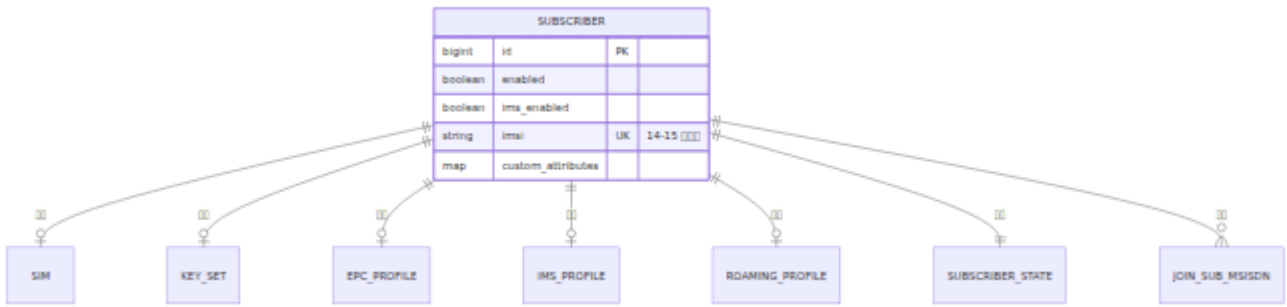 SUBSCRIBER
bigint id PK
boolean enabled
boolean ims_enabled
string imsi UK 14-15
map custom_attributes
SIM
KEY_SET
EPC_PROFILE
IMS_PROFILE
ROAMING_PROFILE
SUBSCRIBER_STATE
JOIN_SUB_MSISDN